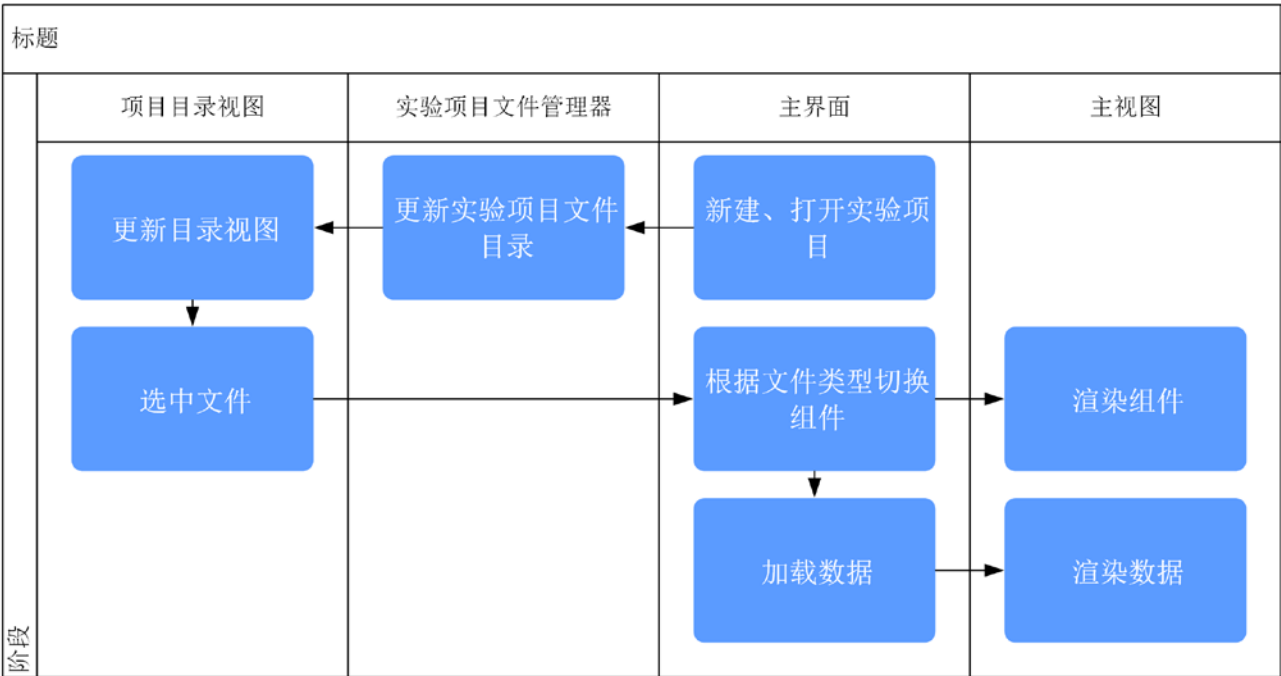 标题
项目目录视图
实验项目文件管理器
主界面
主视图
更新目录视图
更新实验项目文件
目录
新建、打开实验项
目
选中文件
根据文件类型切换
组件
渲染组件
加载数据
渲染数据
阶段